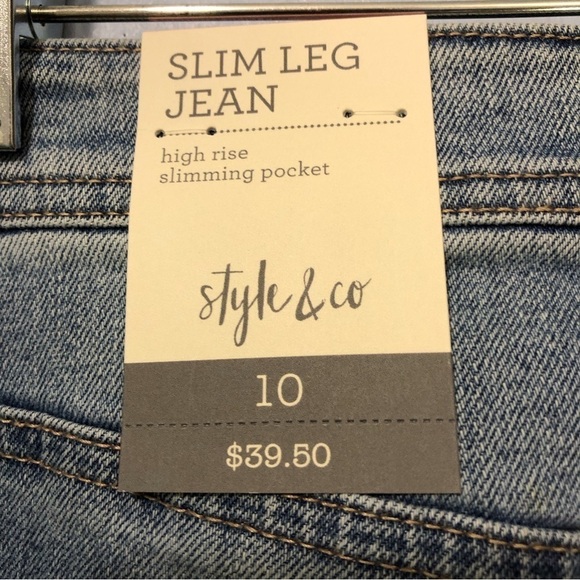 SLIM LEG
JEAN
high rise
slimming pocket
style & co
10
$39.50